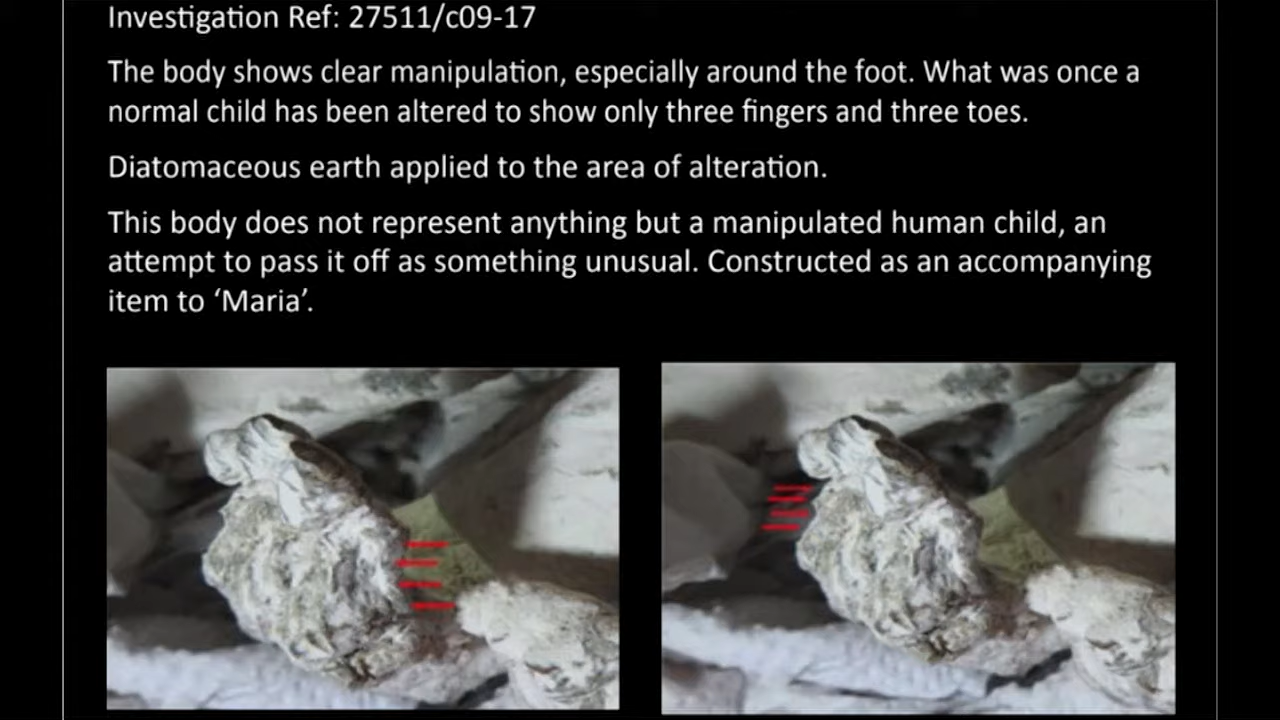 Investigation Ref: 27511/c09-17
The body shows clear manipulation, especially around the foot. What was once a
normal child has been altered to show only three fingers and three toes.
Diatomaceous earth applied to the area of alteration.
This body does not represent anything but a manipulated human child, an
attempt to pass it off as something unusual. Constructed as an accompanying
item to ‘Maria’.